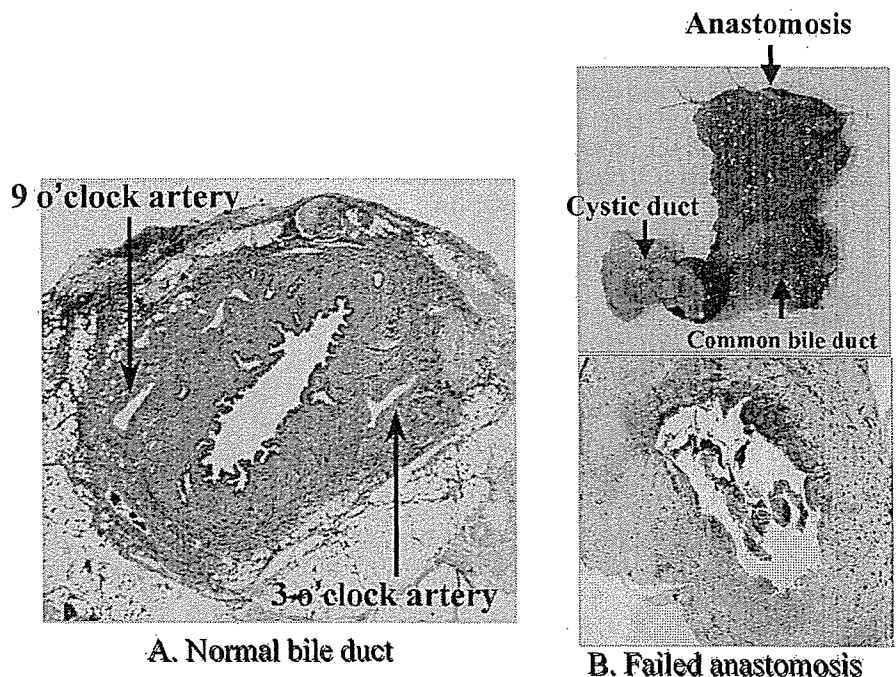 9 o'clock artery
3 o'clock artery
A. Normal bile duct
Anastomosis
Cystic duct
Common bile duct
B. Failed anastomosis